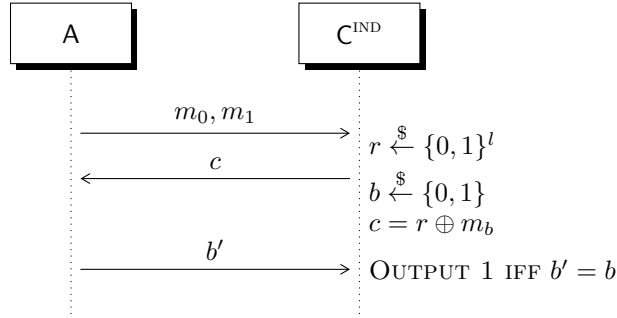 A
C^IND
m_0, m_1
r ←$ {0, 1}^l
c
b ←$ {0, 1}
c = r ⊕ m_b
b′
OUTPUT 1 IFF b′ = b